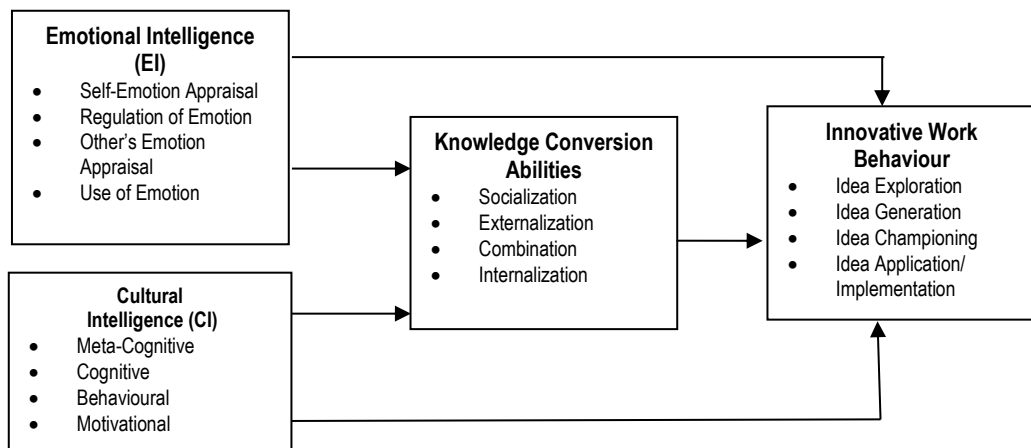 Emotional Intelligence
(EI)
• Self-Emotion Appraisal
• Regulation of Emotion
• Other's Emotion
Appraisal
• Use of Emotion
Knowledge Conversion
Abilities
• Socialization
• Externalization
• Combination
• Internalization
Innovative Work
Behaviour
• Idea Exploration
• Idea Generation
• Idea Championing
• Idea Application/
Implementation
Cultural
Intelligence (CI)
• Meta-Cognitive
• Cognitive
• Behavioural
• Motivational